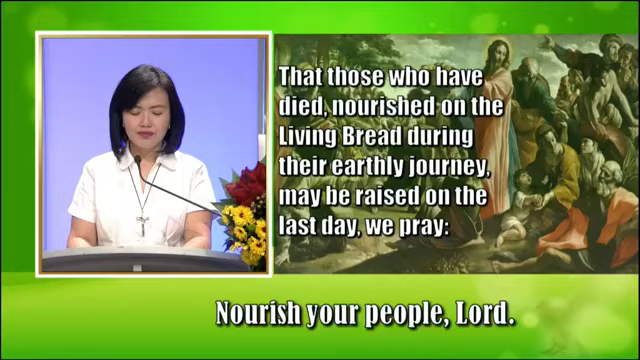 That those who have
died, nourished on the
Living Bread during
their earthly journey,
may be raised on the
last day, we pray:
Nourish your people, Lord.